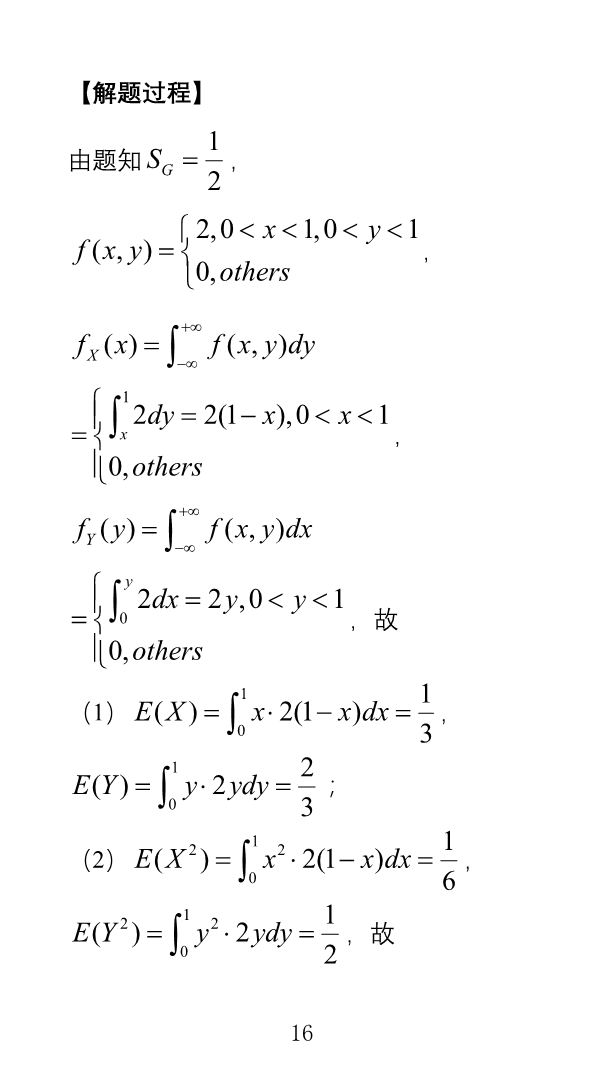 【解题过程】
由题知 $S_G = \frac{1}{2}$ ，
$f(x, y) = \begin{cases} 2, 0 < x < 1, 0 < y < 1 \\ 0, others \end{cases}$ ，
$f_X(x) = \int_{-\infty}^{+\infty} f(x, y)dy$
$= \begin{cases} \int_x^1 2dy = 2(1-x), 0 < x < 1 \\ 0, others \end{cases}$ ，
$f_Y(y) = \int_{-\infty}^{+\infty} f(x, y)dx$
$= \begin{cases} \int_0^y 2dx = 2y, 0 < y < 1 \\ 0, others \end{cases}$ ，故
（1） $E(X) = \int_0^1 x \cdot 2(1-x)dx = \frac{1}{3}$ ，
$E(Y) = \int_0^1 y \cdot 2ydy = \frac{2}{3}$ ；
（2） $E(X^2) = \int_0^1 x^2 \cdot 2(1-x)dx = \frac{1}{6}$ ，
$E(Y^2) = \int_0^1 y^2 \cdot 2ydy = \frac{1}{2}$ ，故
16